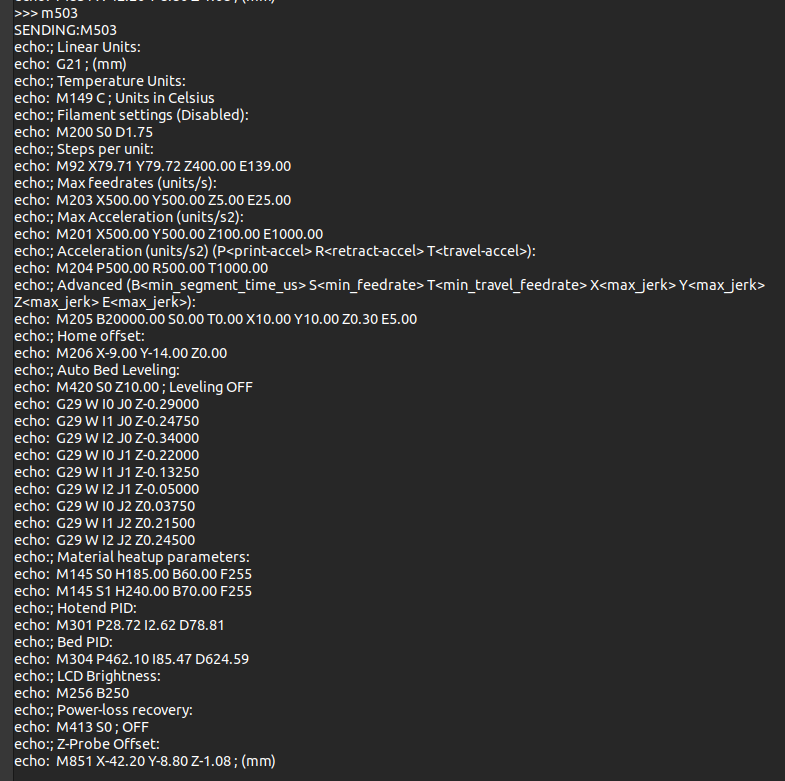 >>> m503
SENDING:M503
echo:; Linear Units:
echo:  G21 ; (mm)
echo:; Temperature Units:
echo:  M149 C ; Units in Celsius
echo:; Filament settings (Disabled):
echo:  M200 S0 D1.75
echo:; Steps per unit:
echo:  M92 X79.71 Y79.72 Z400.00 E139.00
echo:; Max feedrates (units/s):
echo:  M203 X500.00 Y500.00 Z5.00 E25.00
echo:; Max Acceleration (units/s2):
echo:  M201 X500.00 Y500.00 Z100.00 E1000.00
echo:; Acceleration (units/s2) (P<print-accel> R<retract-accel> T<travel-accel>):
echo:  M204 P500.00 R500.00 T1000.00
echo:; Advanced (B<min_segment_time_us> S<min_feedrate> T<min_travel_feedrate> X<max_jerk> Y<max_jerk>
Z<max_jerk> E<max_jerk>):
echo:  M205 B20000.00 S0.00 T0.00 X10.00 Y10.00 Z0.30 E5.00
echo:; Home offset:
echo:  M206 X-9.00 Y-14.00 Z0.00
echo:; Auto Bed Leveling:
echo:  M420 S0 Z10.00 ; Leveling OFF
echo:  G29 W I0 J0 Z-0.29000
echo:  G29 W I1 J0 Z-0.24750
echo:  G29 W I2 J0 Z-0.34000
echo:  G29 W I0 J1 Z-0.22000
echo:  G29 W I1 J1 Z-0.13250
echo:  G29 W I2 J1 Z-0.05000
echo:  G29 W I0 J2 Z0.03750
echo:  G29 W I1 J2 Z0.21500
echo:  G29 W I2 J2 Z0.24500
echo:; Material heatup parameters:
echo:  M145 S0 H185.00 B60.00 F255
echo:  M145 S1 H240.00 B70.00 F255
echo:; Hotend PID:
echo:  M301 P28.72 I2.62 D78.81
echo:; Bed PID:
echo:  M304 P462.10 I85.47 D624.59
echo:; LCD Brightness:
echo:  M256 B250
echo:; Power-loss recovery:
echo:  M413 S0 ; OFF
echo:; Z-Probe Offset:
echo:  M851 X-42.20 Y-8.80 Z-1.08 ; (mm)